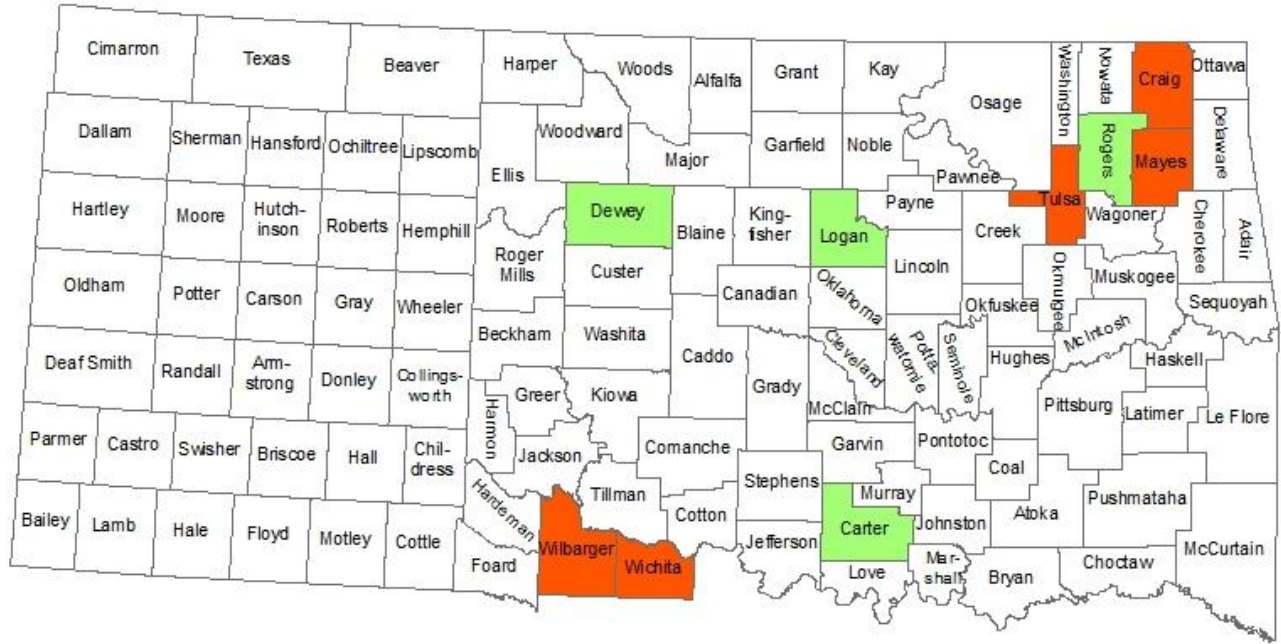 Cimarron
Texas
Beaver
Harper
Woods
Alfalfa
Grant
Kay
Osage
Washington
Nowata
Craig
Ottawa
Dallam
Sherman
Hansford
Ochiltree
Lipscomb
Ellis
Woodward
Major
Garfield
Noble
Pawnee
Rogers
Mayes
Delaware
Tulsa
Hartley
Moore
Hutch-
inson
Roberts
Hemphill
Roger
Mills
Dewey
Blaine
King-
fisher
Logan
Payne
Creek
Wagoner
Cherokee
Adair
Oldham
Potter
Carson
Gray
Wheeler
Custer
Canadian
Oklahoma
Lincoln
Okfuskee
Okmugee
Muskogee
Sequoyah
Deaf Smith
Randall
Arm-
strong
Donley
Collings-
worth
Beckham
Washita
Caddo
Grady
Cleveland
Potta.
watomie
Seminole
Hughes
McIntosh
Haskell
Greer
Kiowa
Harmon
McClain
Pittsburg
Latimer
Le Flore
Parmer
Castro
Swisher
Briscoe
Hall
Chil-
dress
Jackson
Comanche
Garvin
Pontotoc
Coal
Hardeman
Tillman
Stephens
Murray
Pushmataha
Bailey
Lamb
Hale
Floyd
Motley
Cottle
Foard
Wilbarger
Wichita
Cotton
Jefferson
Carter
Johnston
Atoka
Love
Mar-
shall
Bryan
Choctaw
McCurtain